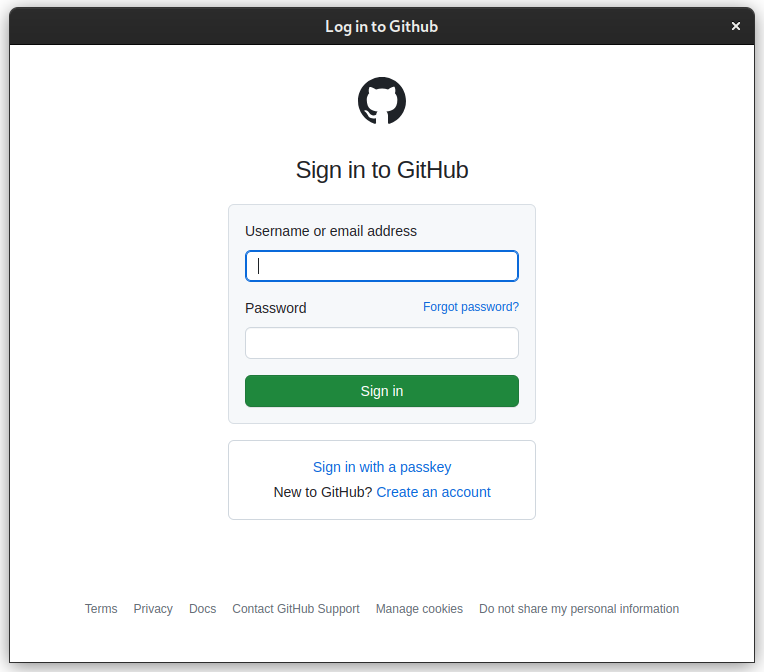 Log in to Github
Sign in to GitHub
Username or email address
Password
Forgot password?
Sign in
Sign in with a passkey
New to GitHub? Create an account
Terms Privacy Docs Contact GitHub Support Manage cookies Do not share my personal information